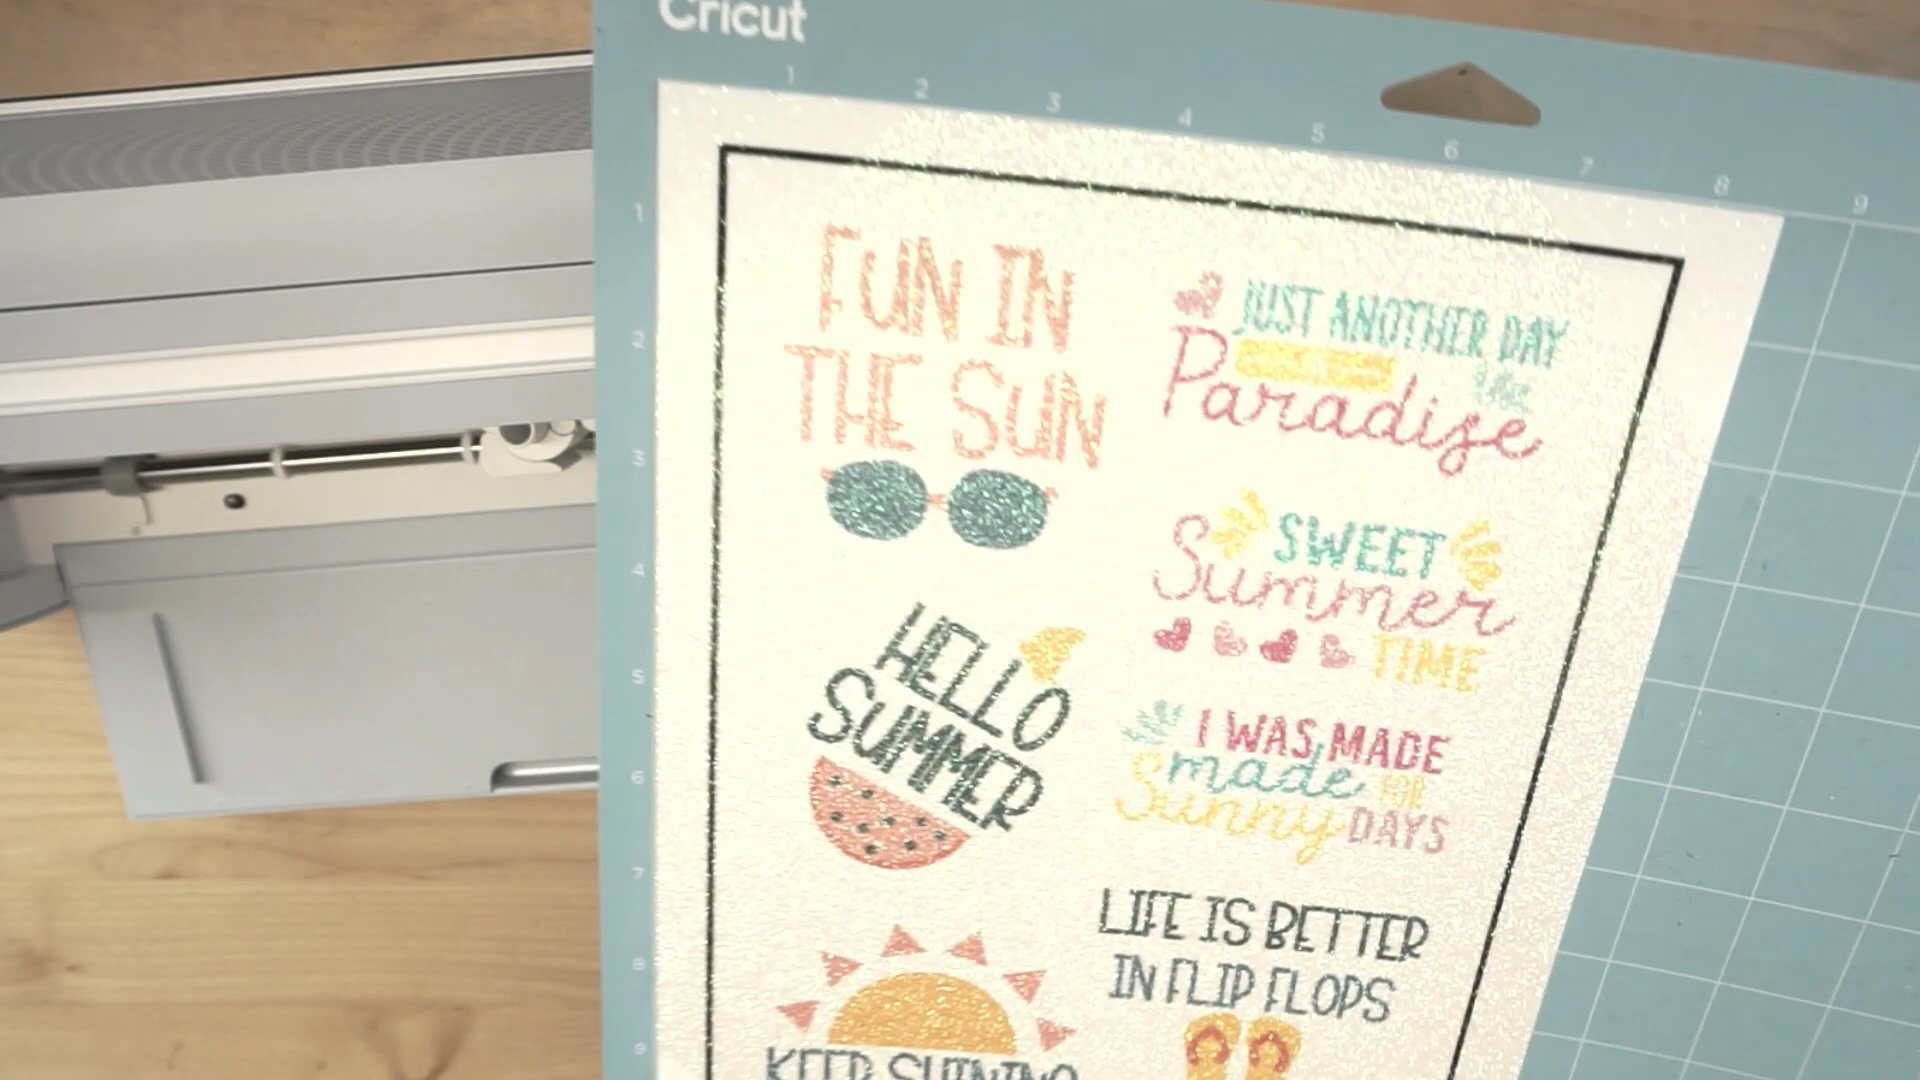 Cricut
1 2 3 4 5 6 7 8 9
1
2
3
4
5
6
7
8
9
FUN IN
THE SUN
JUST ANOTHER DAY
Paradise
SWEET
Summer
TIME
HELLO
SUMMER
I WAS MADE
made FOR
Sunny DAYS
LIFE IS BETTER
IN FLIP FLOPS
KEEP SHINING